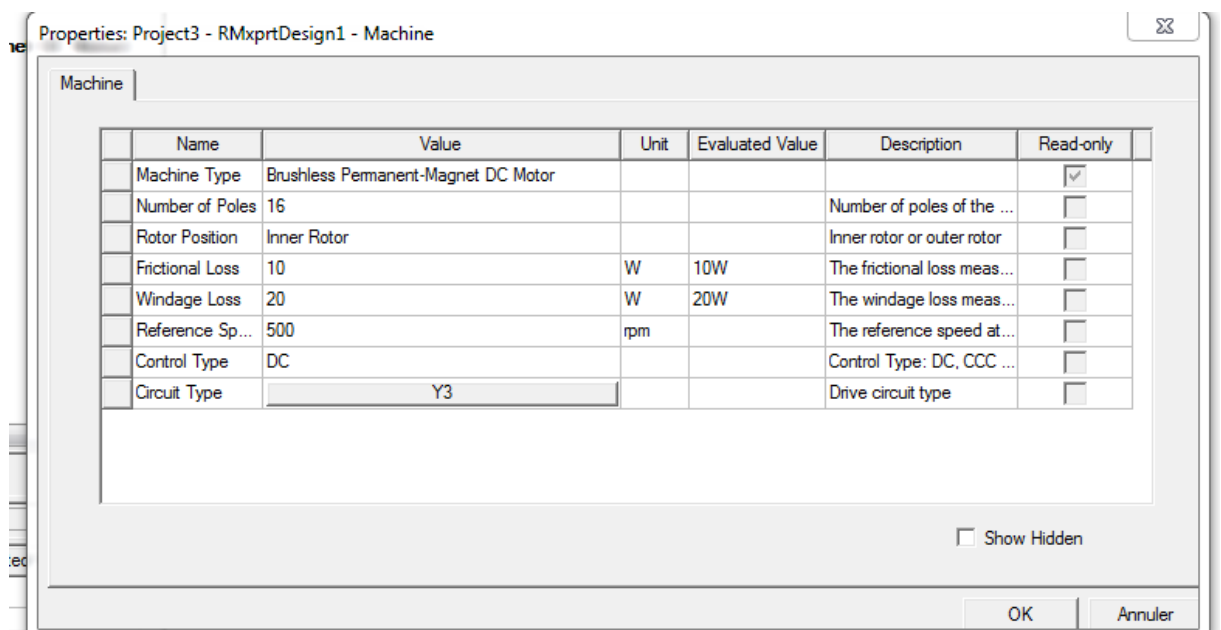 Properties: Project3 - RMxprtDesign1 - Machine
Machine
Name Value Unit Evaluated Value Description Read-only
Machine Type Brushless Permanent-Magnet DC Motor
Number of Poles 16 Number of poles of the ...
Rotor Position Inner Rotor Inner rotor or outer rotor
Frictional Loss 10 W 10W The frictional loss meas...
Windage Loss 20 W 20W The windage loss meas...
Reference Sp... 500 rpm The reference speed at...
Control Type DC Control Type: DC, CCC ...
Circuit Type Y3 Drive circuit type
Show Hidden
OK Annuler